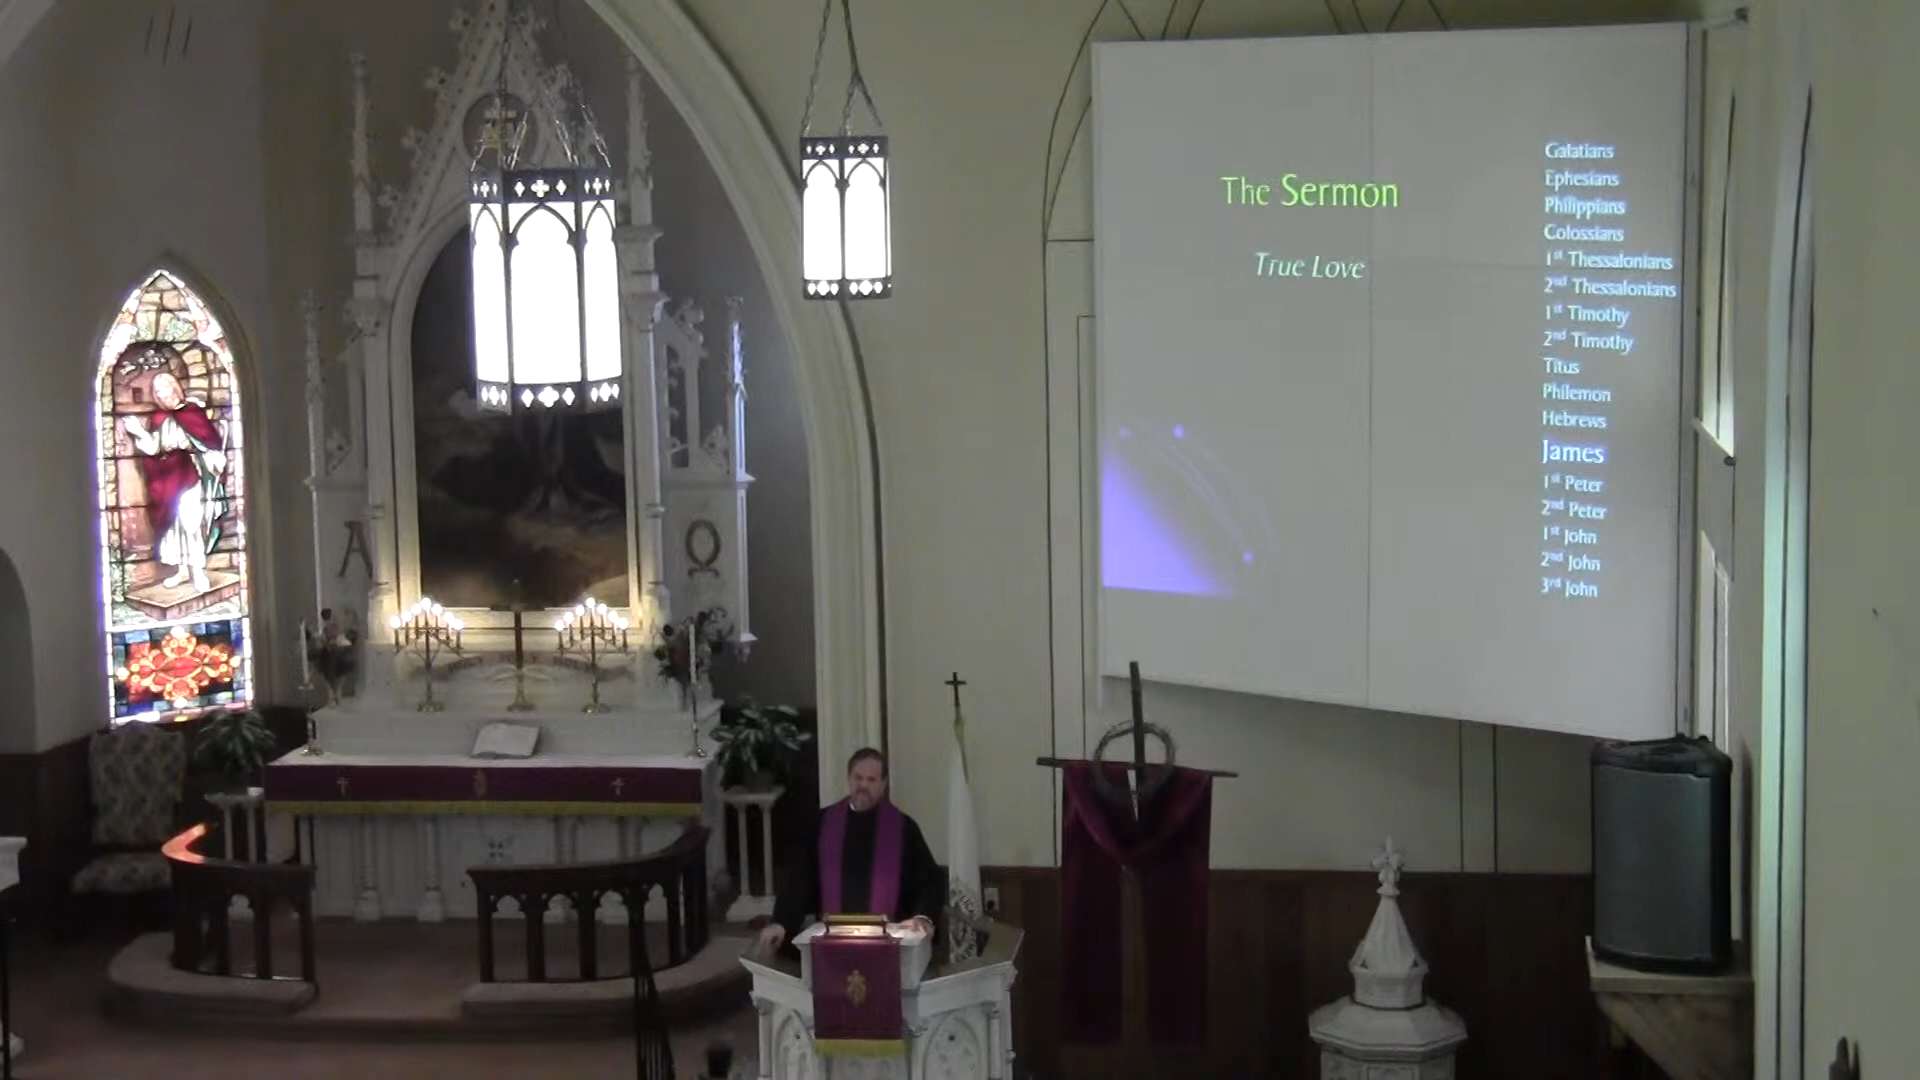 A
Ω
The Sermon
True Love
Galatians
Ephesians
Philippians
Colossians
1st Thessalonians
2nd Thessalonians
1st Timothy
2nd Timothy
Titus
Philemon
Hebrews
James
1st Peter
2nd Peter
1st John
2nd John
3rd John